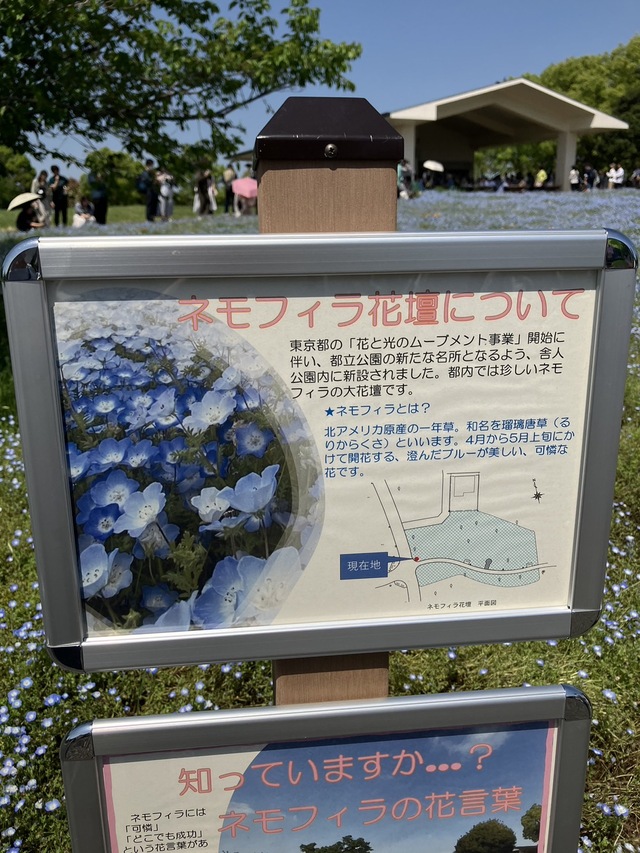 ネモフィラ花壇について
東京都の「花と光のムーブメント事業」開始に
伴い、都立公園の新たな名所となるよう、舎人
公園内に新設されました。都内では珍しいネモ
フィラの大花壇です。
★ネモフィラとは？
北アメリカ原産の一年草。和名を瑠璃唐草（る
りからくさ）といいます。4月から5月上旬にか
けて開花する、澄んだブルーが美しい、可憐な
花です。
現在地
ネモフィラ花壇　平面図
知っていますか…？
ネモフィラの花言葉
ネモフィラには
「可憐」
「どこでも成功」
という花言葉があ